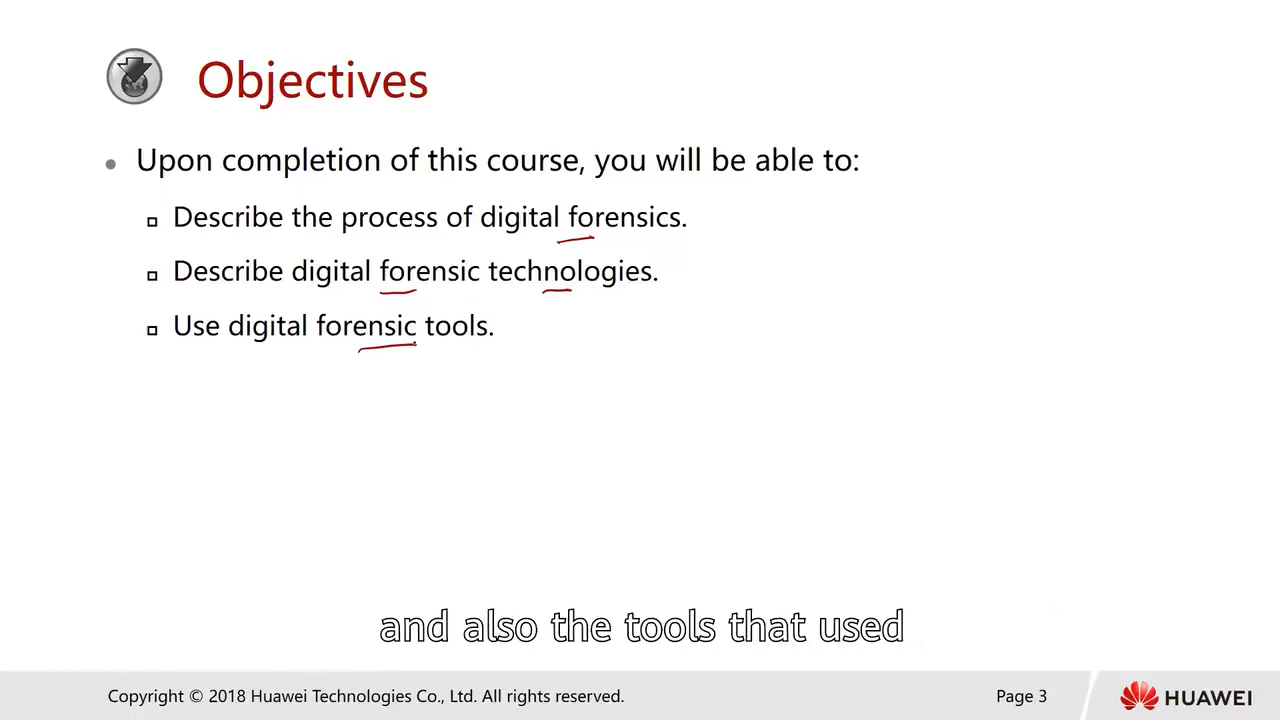 Objectives
Upon completion of this course, you will be able to:
Describe the process of digital forensics.
Describe digital forensic technologies.
Use digital forensic tools.
and also the tools that used
Copyright © 2018 Huawei Technologies Co., Ltd. All rights reserved.
Page 3
HUAWEI